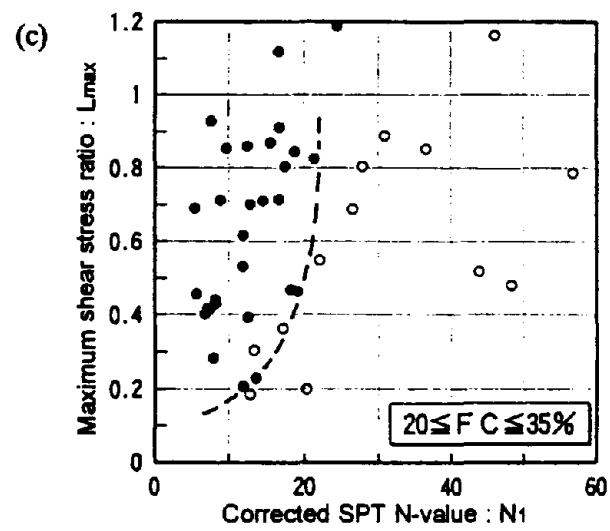 (c)
Maximum shear stress ratio : Lmax
1.2
1
0.8
0.6
0.4
0.2
0
20≦F C≦35%
0 20 40 60
Corrected SPT N-value : N1